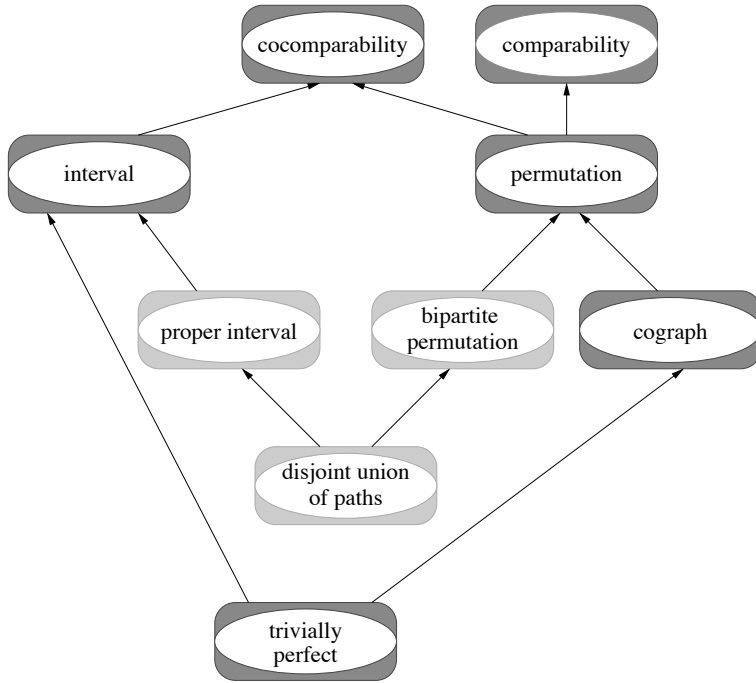 cocomparability
comparability
interval
permutation
proper interval
bipartite
permutation
cograph
disjoint union
of paths
trivially
perfect